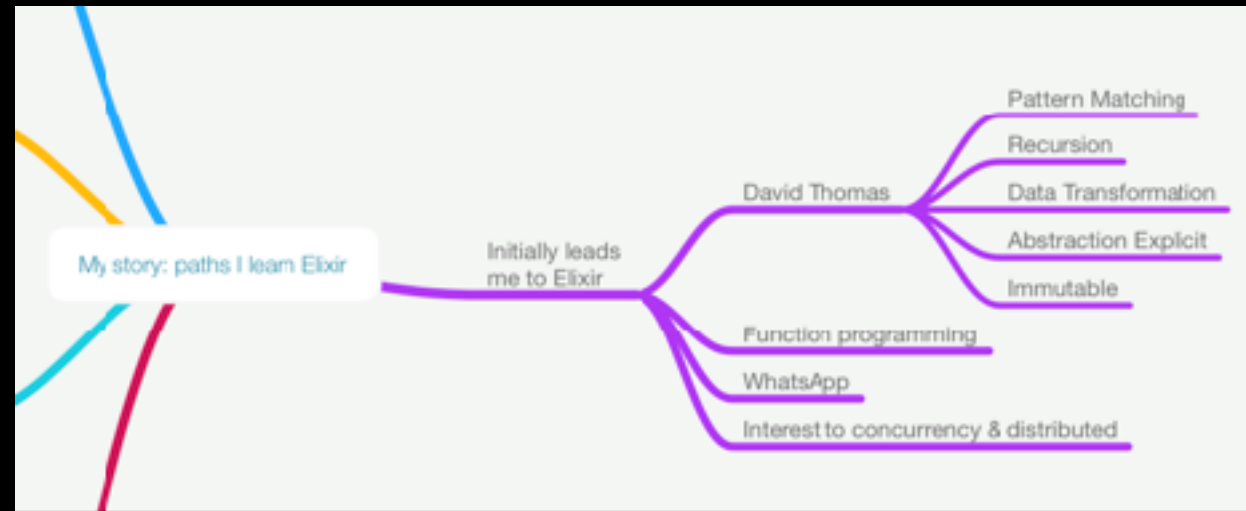 My story: paths I learn Elixir
Initially leads
me to Elixir
David Thomas
Pattern Matching
Recursion
Data Transformation
Abstraction Explicit
Immutable
Function programming
WhatsApp
Interest to concurrency & distributed